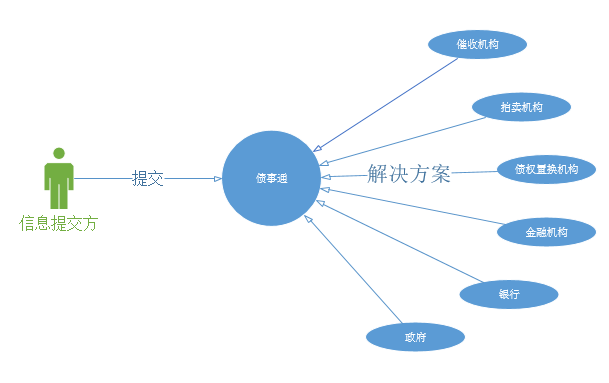 催收机构
拍卖机构
债权置换机构
金融机构
银行
政府
债事通
解决方案
提交
信息提交方